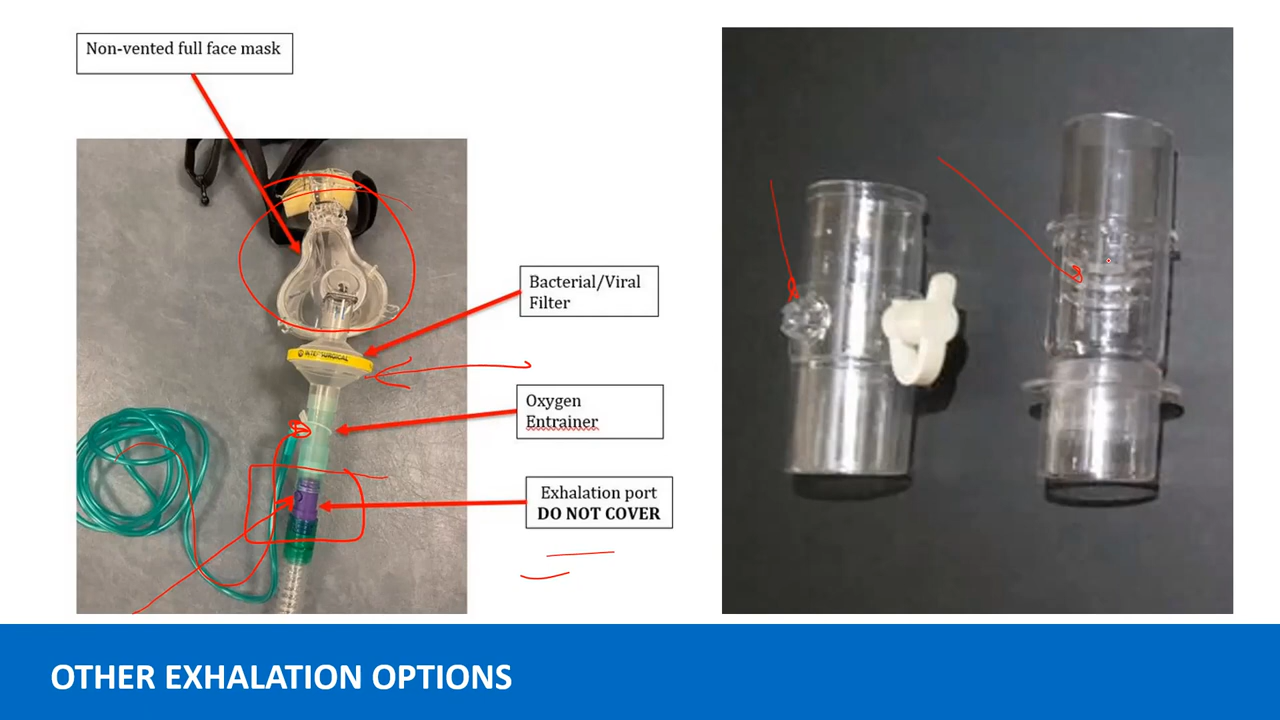 Non-vented full face mask
Bacterial/Viral
Filter
Oxygen
Entrainer
Exhalation port
DO NOT COVER
OTHER EXHALATION OPTIONS